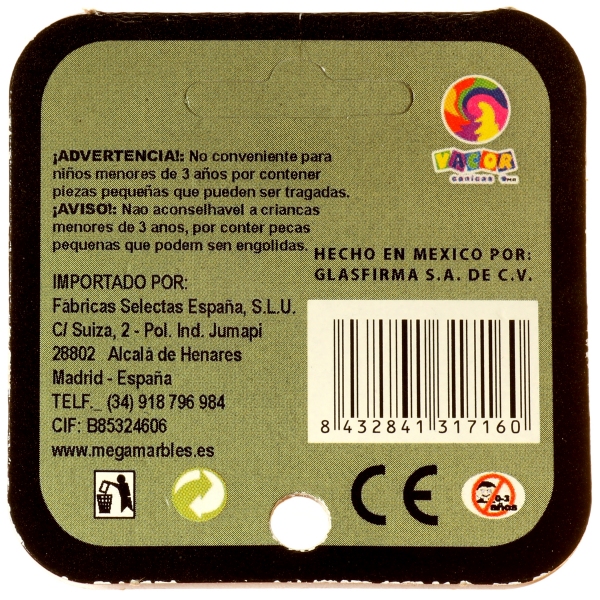 VACOR
canicas
¡ADVERTENCIA!: No conveniente para
niños menores de 3 años por contener
piezas pequeñas que pueden ser tragadas.
¡AVISO!: Nao aconselhavel a criancas
menores de 3 anos, por conter pecas
pequenas que podem ser engolidas.
HECHO EN MEXICO POR:
GLASFIRMA S.A. DE C.V.
IMPORTADO POR:
Fábricas Selectas España, S.L.U.
C/ Suiza, 2 - Pol. Ind. Jumapi
28802 Alcalá de Henares
Madrid - España
TELF._ (34) 918 796 984
CIF: B85324606
www.megamarbles.es
8 432841 317160
CE
0-3
años